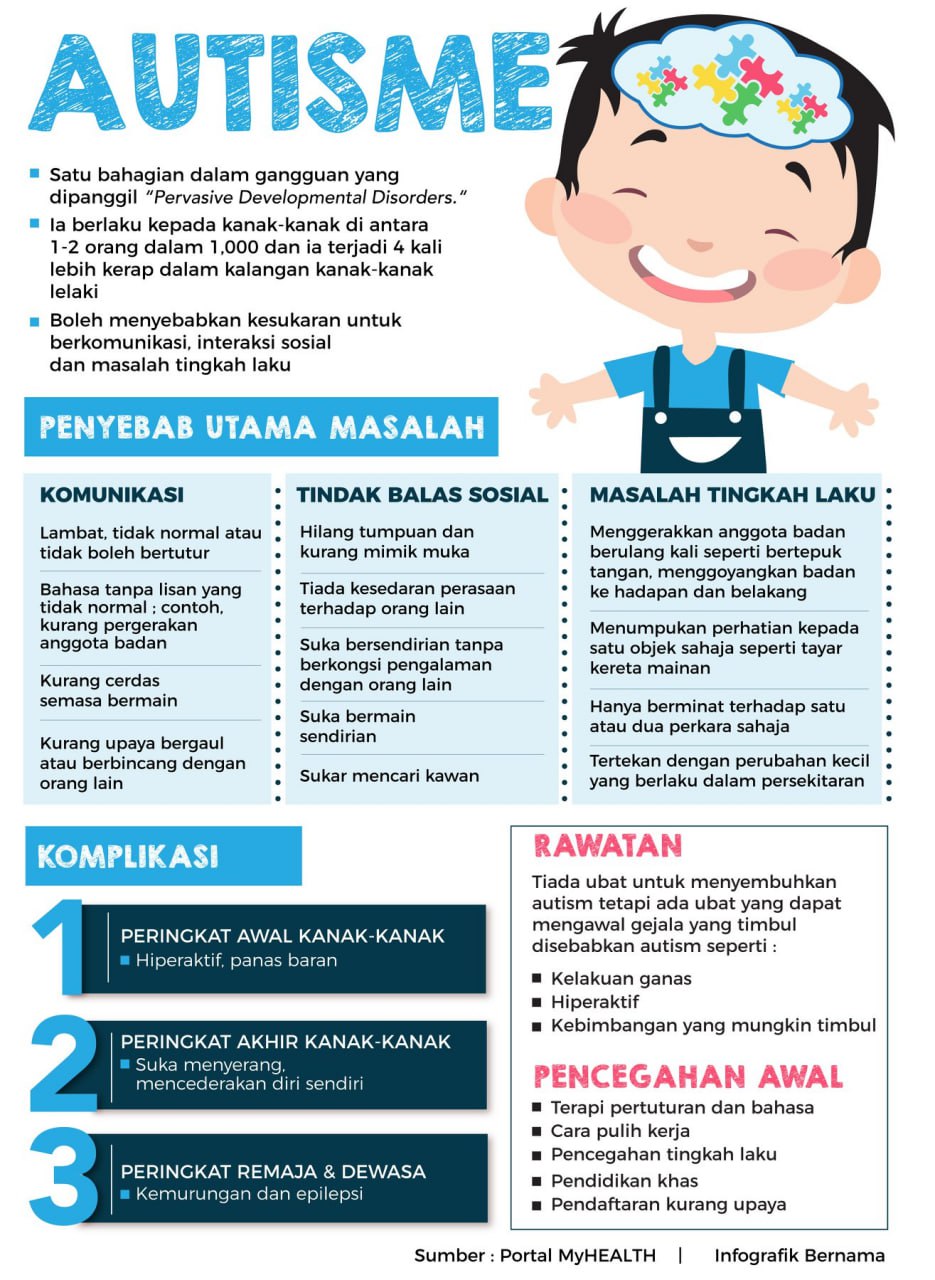 AUTISME
Satu bahagian dalam gangguan yang
dipanggil “Pervasive Developmental Disorders.“
Ia berlaku kepada kanak-kanak di antara
1-2 orang dalam 1,000 dan ia terjadi 4 kali
lebih kerap dalam kalangan kanak-kanak
lelaki
Boleh menyebabkan kesukaran untuk
berkomunikasi, interaksi sosial
dan masalah tingkah laku
PENYEBAB UTAMA MASALAH
KOMUNIKASI
Lambat, tidak normal atau
tidak boleh bertutur
Bahasa tanpa lisan yang
tidak normal ; contoh,
kurang pergerakan
anggota badan
Kurang cerdas
semasa bermain
Kurang upaya bergaul
atau berbincang dengan
orang lain
TINDAK BALAS SOSIAL
Hilang tumpuan dan
kurang mimik muka
Tiada kesedaran perasaan
terhadap orang lain
Suka bersendirian tanpa
berkongsi pengalaman
dengan orang lain
Suka bermain
sendirian
Sukar mencari kawan
MASALAH TINGKAH LAKU
Menggerakkan anggota badan
berulang kali seperti bertepuk
tangan, menggoyangkan badan
ke hadapan dan belakang
Menumpukan perhatian kepada
satu objek sahaja seperti tayar
kereta mainan
Hanya berminat terhadap satu
atau dua perkara sahaja
Tertekan dengan perubahan kecil
yang berlaku dalam persekitaran
KOMPLIKASI
1
PERINGKAT AWAL KANAK-KANAK
Hiperaktif, panas baran
2
PERINGKAT AKHIR KANAK-KANAK
Suka menyerang,
mencederakan diri sendiri
3
PERINGKAT REMAJA & DEWASA
Kemurungan dan epilepsi
RAWATAN
Tiada ubat untuk menyembuhkan
autism tetapi ada ubat yang dapat
mengawal gejala yang timbul
disebabkan autism seperti :
Kelakuan ganas
Hiperaktif
Kebimbangan yang mungkin timbul
PENCEGAHAN AWAL
Terapi pertuturan dan bahasa
Cara pulih kerja
Pencegahan tingkah laku
Pendidikan khas
Pendaftaran kurang upaya
Sumber : Portal MyHEALTH | Infografik Bernama